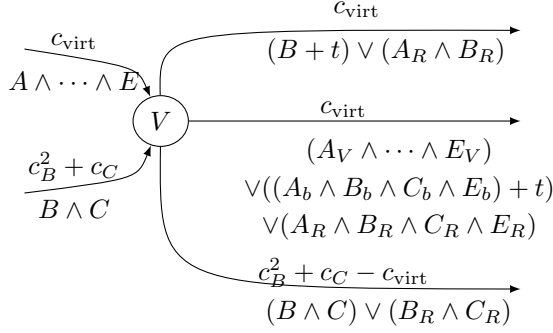 c_virt
(B + t) ∨ (A_R ∧ B_R)
c_virt
A ∧ ⋯ ∧ E
V
c_virt
(A_V ∧ ⋯ ∧ E_V)
∨((A_b ∧ B_b ∧ C_b ∧ E_b) + t)
∨(A_R ∧ B_R ∧ C_R ∧ E_R)
c_B^2 + c_C
B ∧ C
c_B^2 + c_C − c_virt
(B ∧ C) ∨ (B_R ∧ C_R)